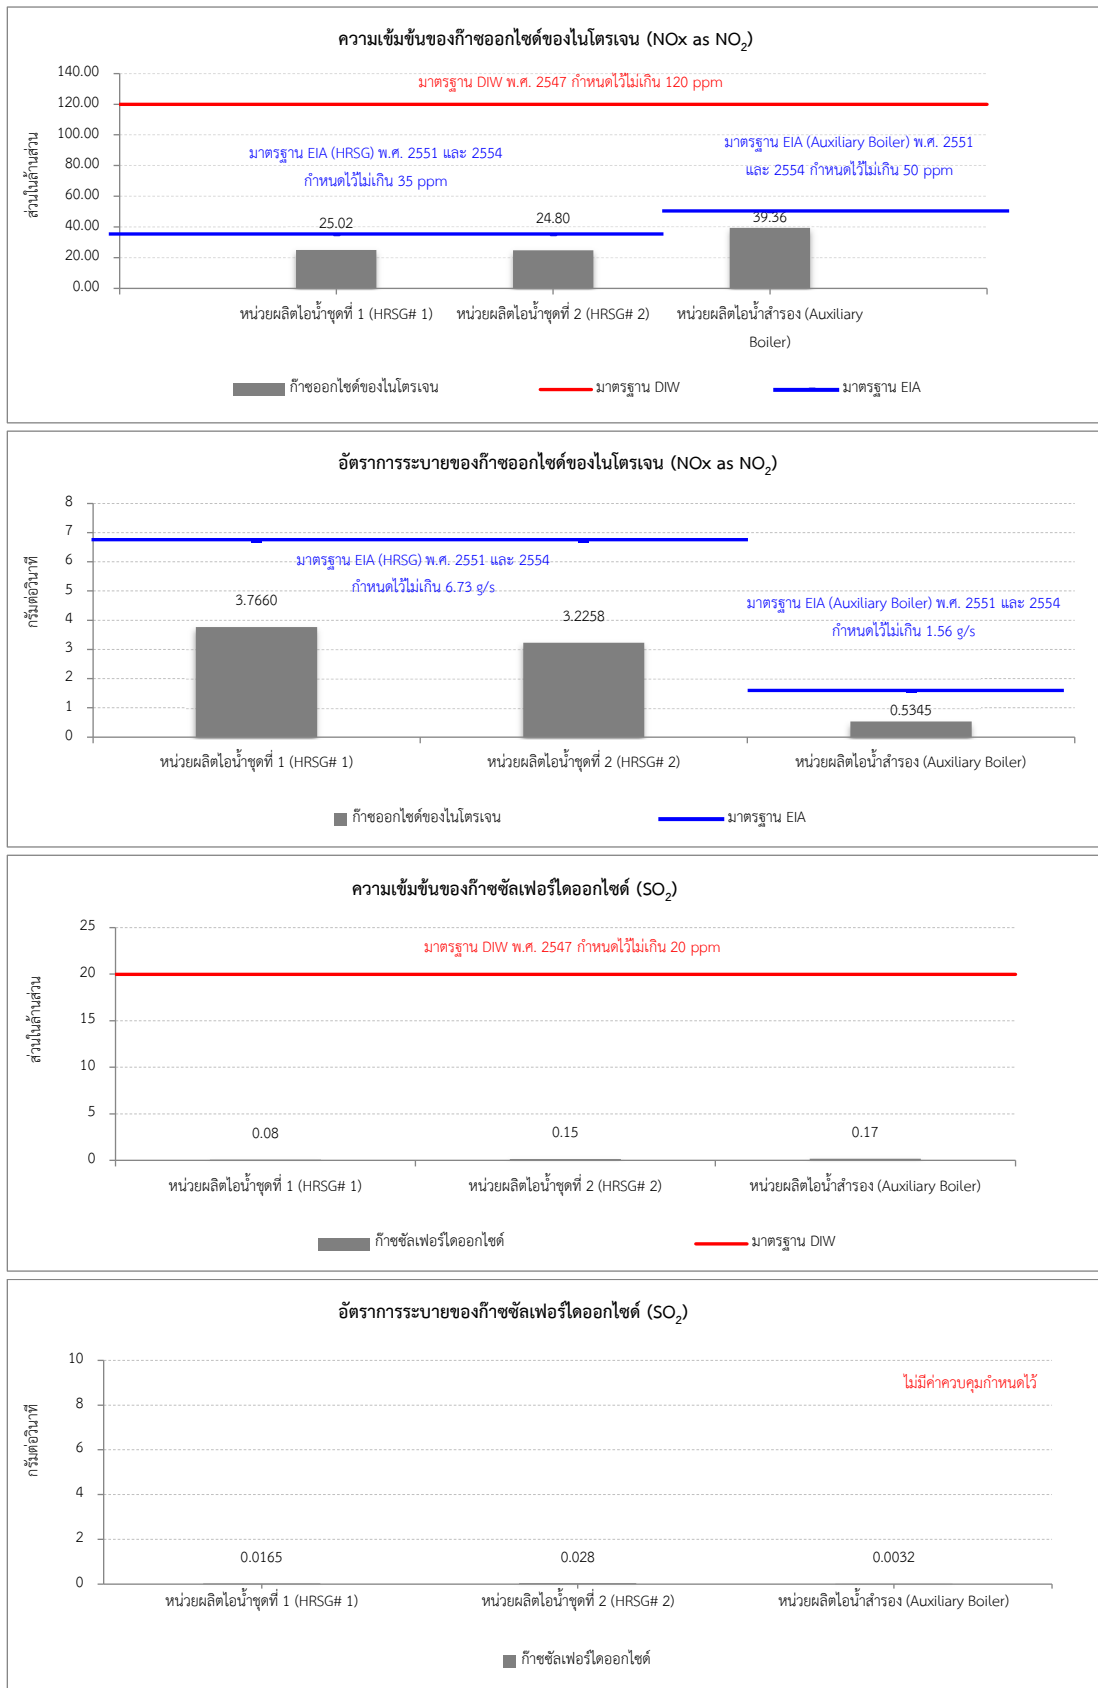 ความเข้มข้นของก๊าซออกไซด์ของไนโตรเจน (NOx as NO2)
ส่วนในล้านส่วน
140.00
120.00
100.00
80.00
60.00
40.00
20.00
0.00
มาตรฐาน DIW พ.ศ. 2547 กำหนดไว้ไม่เกิน 120 ppm
มาตรฐาน EIA (HRSG) พ.ศ. 2551 และ 2554
กำหนดไว้ไม่เกิน 35 ppm
มาตรฐาน EIA (Auxiliary Boiler) พ.ศ. 2551
และ 2554 กำหนดไว้ไม่เกิน 50 ppm
25.02
24.80
39.36
หน่วยผลิตไอน้ำชุดที่ 1 (HRSG# 1)
หน่วยผลิตไอน้ำชุดที่ 2 (HRSG# 2)
หน่วยผลิตไอน้ำสำรอง (Auxiliary
Boiler)
ก๊าซออกไซด์ของไนโตรเจน
มาตรฐาน DIW
มาตรฐาน EIA
อัตราการระบายของก๊าซออกไซด์ของไนโตรเจน (NOx as NO2)
กรัมต่อวินาที
8
7
6
5
4
3
2
1
0
มาตรฐาน EIA (HRSG) พ.ศ. 2551 และ 2554
กำหนดไว้ไม่เกิน 6.73 g/s
มาตรฐาน EIA (Auxiliary Boiler) พ.ศ. 2551 และ 2554
กำหนดไว้ไม่เกิน 1.56 g/s
3.7660
3.2258
0.5345
หน่วยผลิตไอน้ำชุดที่ 1 (HRSG# 1)
หน่วยผลิตไอน้ำชุดที่ 2 (HRSG# 2)
หน่วยผลิตไอน้ำสำรอง (Auxiliary Boiler)
ก๊าซออกไซด์ของไนโตรเจน
มาตรฐาน EIA
ความเข้มข้นของก๊าซซัลเฟอร์ไดออกไซด์ (SO2)
ส่วนในล้านส่วน
25
20
15
10
5
0
มาตรฐาน DIW พ.ศ. 2547 กำหนดไว้ไม่เกิน 20 ppm
0.08
0.15
0.17
หน่วยผลิตไอน้ำชุดที่ 1 (HRSG# 1)
หน่วยผลิตไอน้ำชุดที่ 2 (HRSG# 2)
หน่วยผลิตไอน้ำสำรอง (Auxiliary Boiler)
ก๊าซซัลเฟอร์ไดออกไซด์
มาตรฐาน DIW
อัตราการระบายของก๊าซซัลเฟอร์ไดออกไซด์ (SO2)
กรัมต่อวินาที
10
8
6
4
2
0
ไม่มีค่าควบคุมกำหนดไว้
0.0165
0.028
0.0032
หน่วยผลิตไอน้ำชุดที่ 1 (HRSG# 1)
หน่วยผลิตไอน้ำชุดที่ 2 (HRSG# 2)
หน่วยผลิตไอน้ำสำรอง (Auxiliary Boiler)
ก๊าซซัลเฟอร์ไดออกไซด์